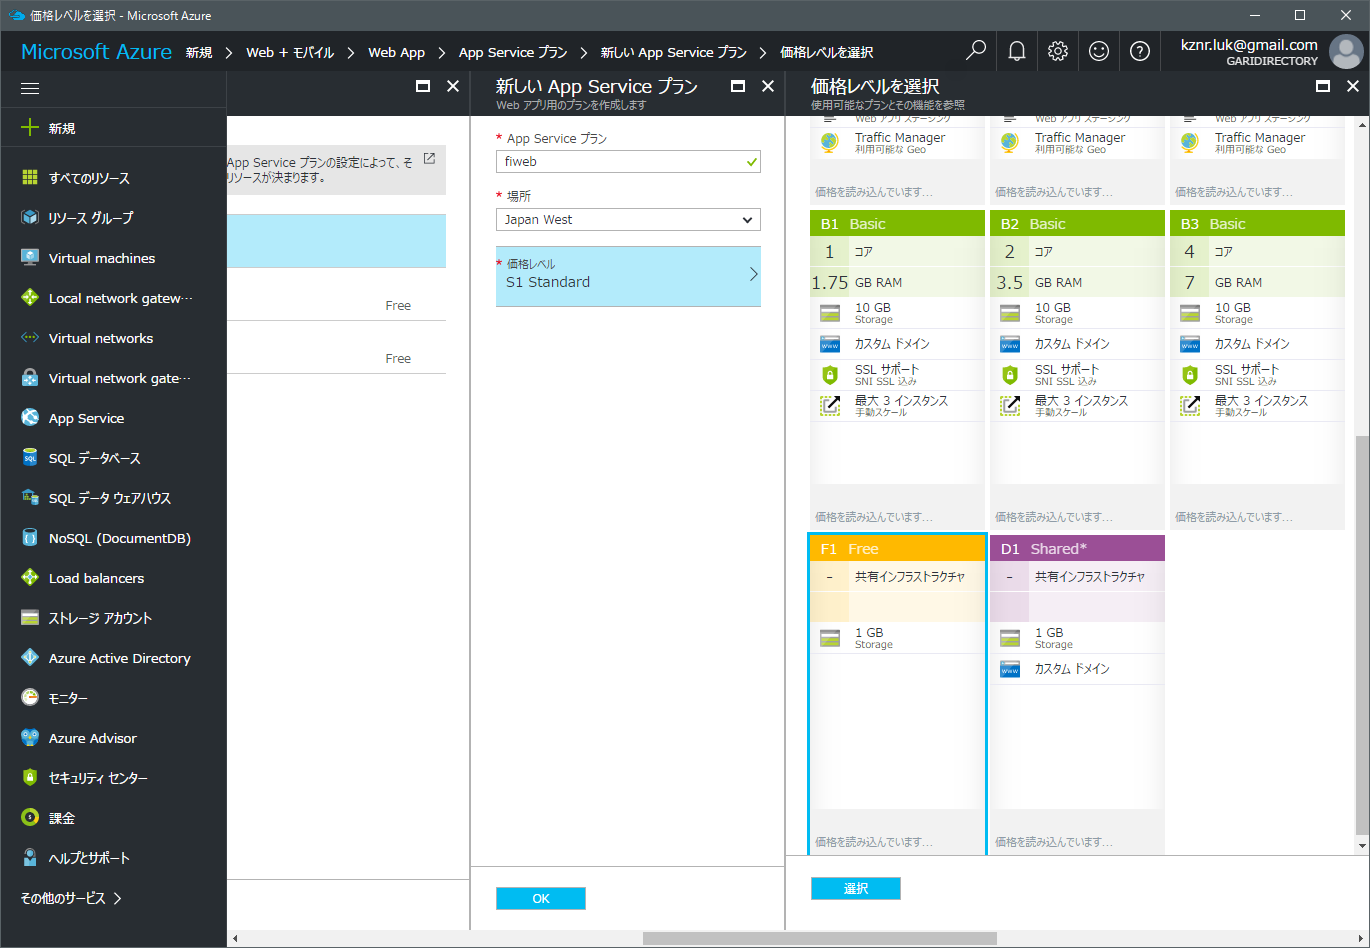 価格レベルを選択 - Microsoft Azure
Microsoft Azure 新規 > Web + モバイル > Web App > App Service プラン > 新しい App Service プラン > 価格レベルを選択
kznr.luk@gmail.com
GARIDIRECTORY
新規
すべてのリソース
リソース グループ
Virtual machines
Local network gatew…
Virtual networks
Virtual network gate…
App Service
SQL データベース
SQL データ ウェアハウス
NoSQL (DocumentDB)
Load balancers
ストレージ アカウント
Azure Active Directory
モニター
Azure Advisor
セキュリティ センター
課金
ヘルプとサポート
その他のサービス >
App Service プランの設定によって、そ
リソースが決まります。
Free
Free
新しい App Service プラン
Web アプリ用のプランを作成します
* App Service プラン
fiweb
* 場所
Japan West
* 価格レベル
S1 Standard
OK
価格レベルを選択
使用可能なプランとその機能を参照
Web アプリ ステージング
Traffic Manager
利用可能な Geo
価格を読み込んでいます...
Web アプリ ステージング
Traffic Manager
利用可能な Geo
価格を読み込んでいます...
Web アプリ ステージング
Traffic Manager
利用可能な Geo
価格を読み込んでいます...
B1 Basic
1 コア
1.75 GB RAM
10 GB
Storage
カスタム ドメイン
SSL サポート
SNI SSL 込み
最大 3 インスタンス
手動スケール
価格を読み込んでいます...
B2 Basic
2 コア
3.5 GB RAM
10 GB
Storage
カスタム ドメイン
SSL サポート
SNI SSL 込み
最大 3 インスタンス
手動スケール
価格を読み込んでいます...
B3 Basic
4 コア
7 GB RAM
10 GB
Storage
カスタム ドメイン
SSL サポート
SNI SSL 込み
最大 3 インスタンス
手動スケール
価格を読み込んでいます...
F1 Free
- 共有インフラストラクチャ
1 GB
Storage
価格を読み込んでいます...
D1 Shared*
- 共有インフラストラクチャ
1 GB
Storage
カスタム ドメイン
価格を読み込んでいます...
選択